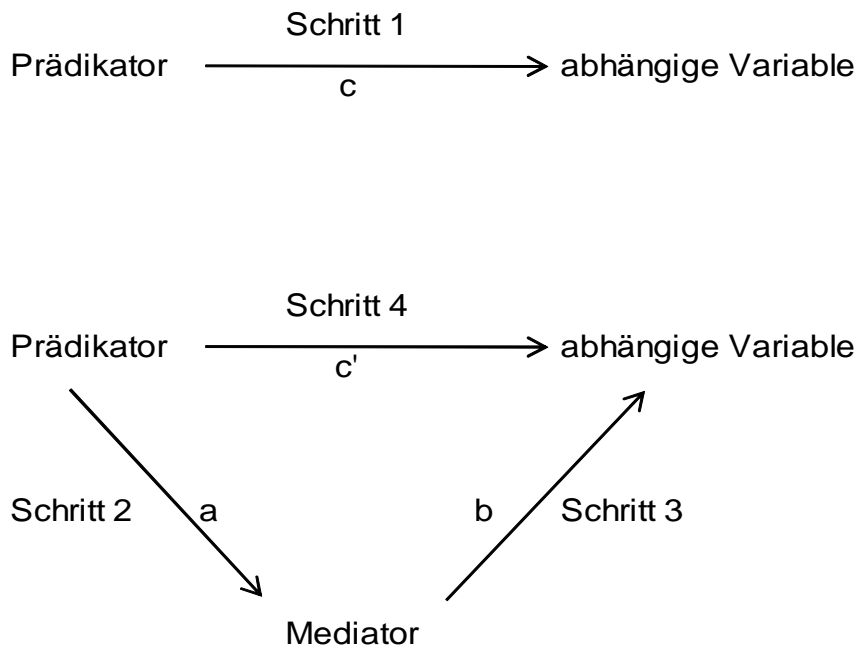 Schritt 1
Prädikator abhängige Variable
c
Schritt 4
Prädikator abhängige Variable
c'
Schritt 2 a b Schritt 3
Mediator